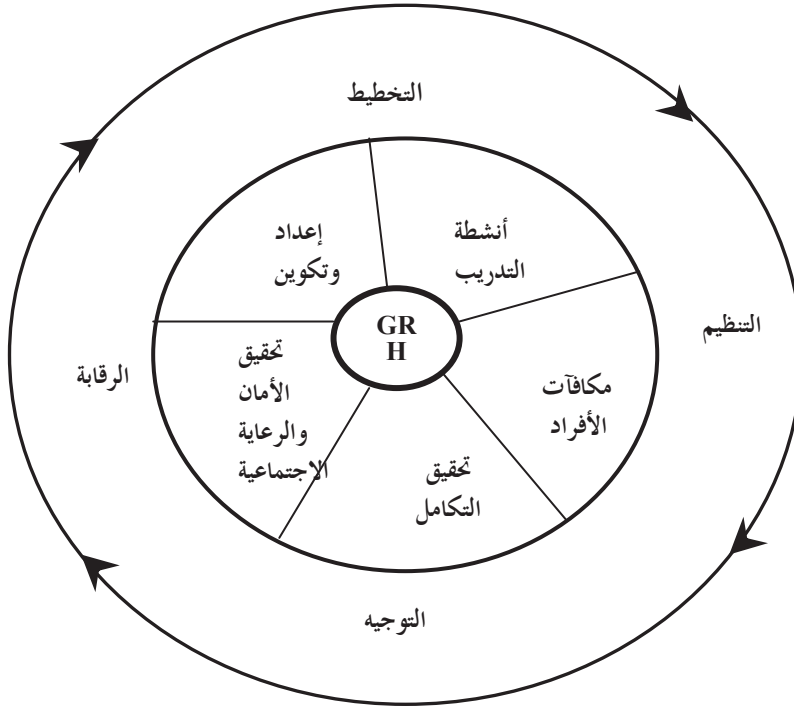 التخطيط
إعداد
وتكوين
أنشطة
التدريب
GR
H
التنظيم
الرقابة
تحقيق
الأمان
والرعاية
الاجتماعية
مكافآت
الأفراد
تحقيق
التكامل
التوجيه